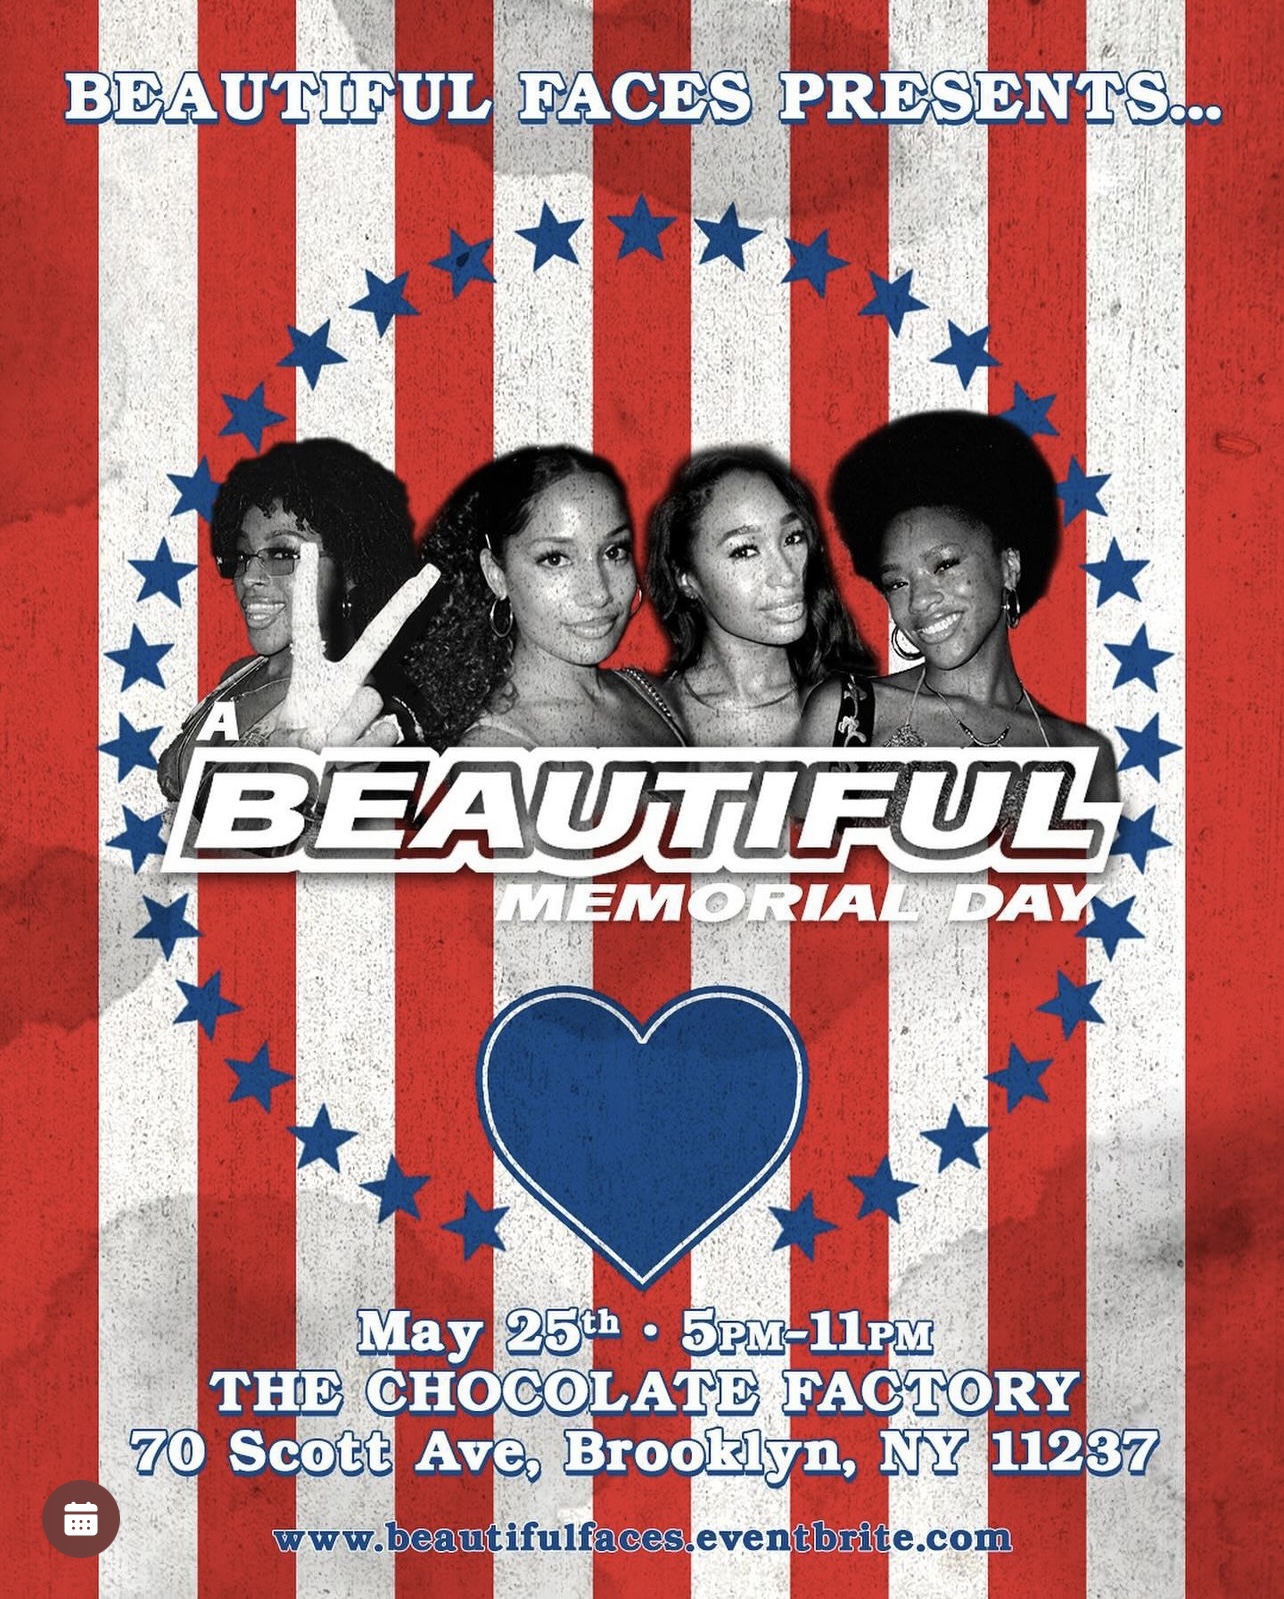 BEAUTIFUL FACES PRESENTS...
A
BEAUTIFUL
MEMORIAL DAY
May 25th • 5PM-11PM
THE CHOCOLATE FACTORY
70 Scott Ave, Brooklyn, NY 11237
www.beautifulfaces.eventbrite.com